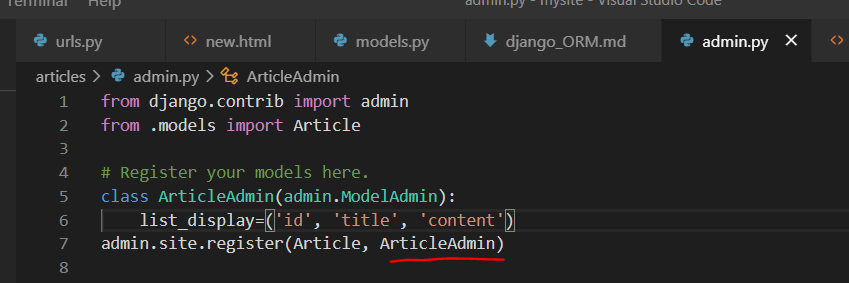 Terminal Help admin.py - mysite - Visual Studio Code
urls.py new.html models.py django_ORM.md admin.py
articles > admin.py > ArticleAdmin
1 from django.contrib import admin
2 from .models import Article
3
4 # Register your models here.
5 class ArticleAdmin(admin.ModelAdmin):
6 list_display=('id', 'title', 'content')
7 admin.site.register(Article, ArticleAdmin)
8